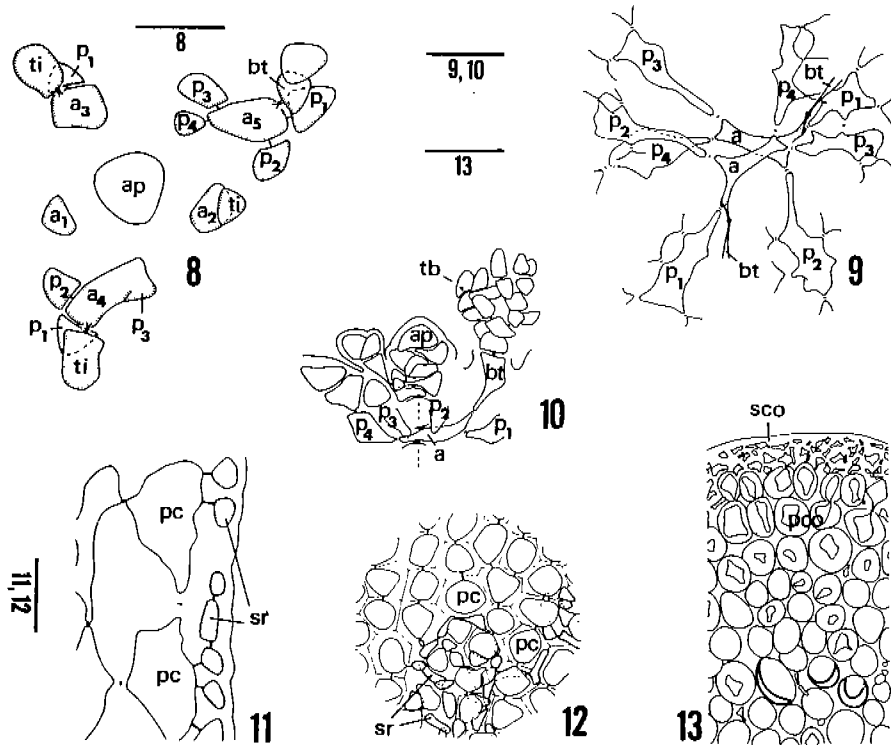 8
9, 10
13
ti
p1
a3
bt
p3
p4
a5
p1
p2
ap
a1
a2
ti
8
p2
a4
p1
p3
ti
p3
p4
bt
p1
p2
a
p3
p4
a
p1
p2
bt
9
tb
ap
bt
p2
p3
p4
a
p1
10
11, 12
pc
sr
pc
11
pc
pc
sr
12
sco
pco
13